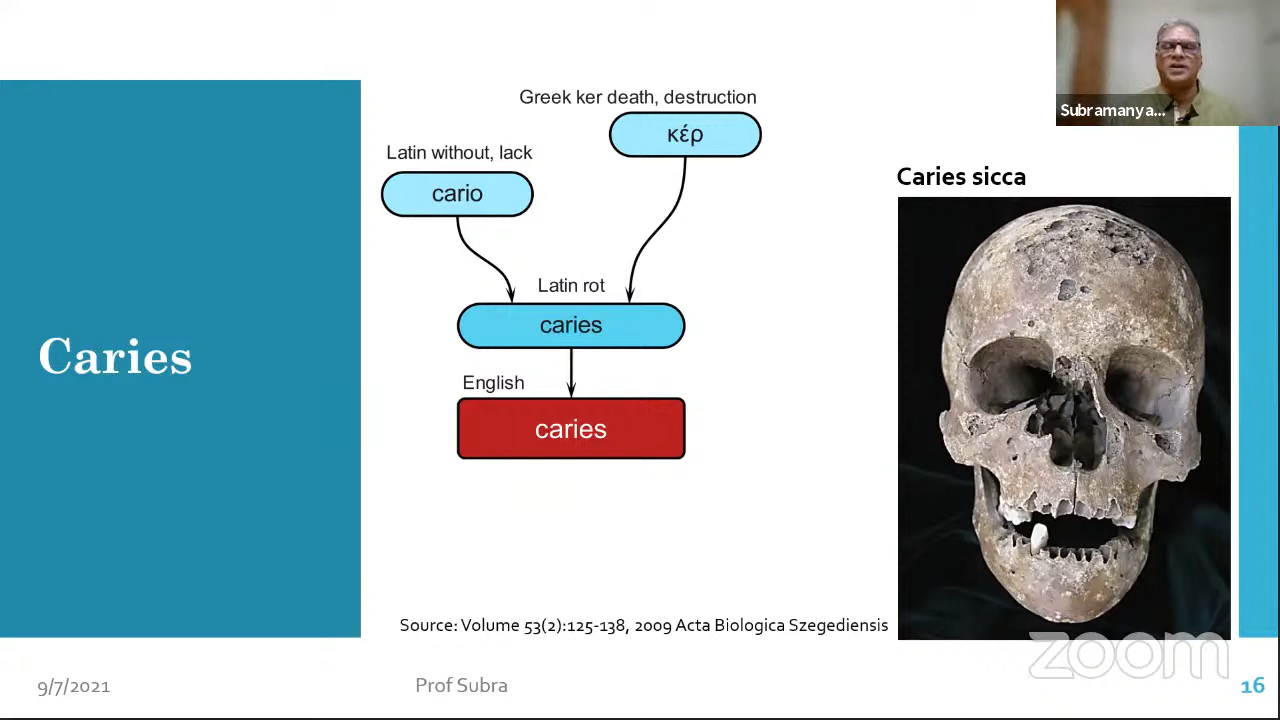 Caries
Greek ker death, destruction
κέρ
Latin without, lack
cario
Latin rot
caries
English
caries
Caries sicca
Source: Volume 53(2):125-138, 2009 Acta Biologica Szegediensis
Subramanya...
zoom
9/7/2021
Prof Subra
16